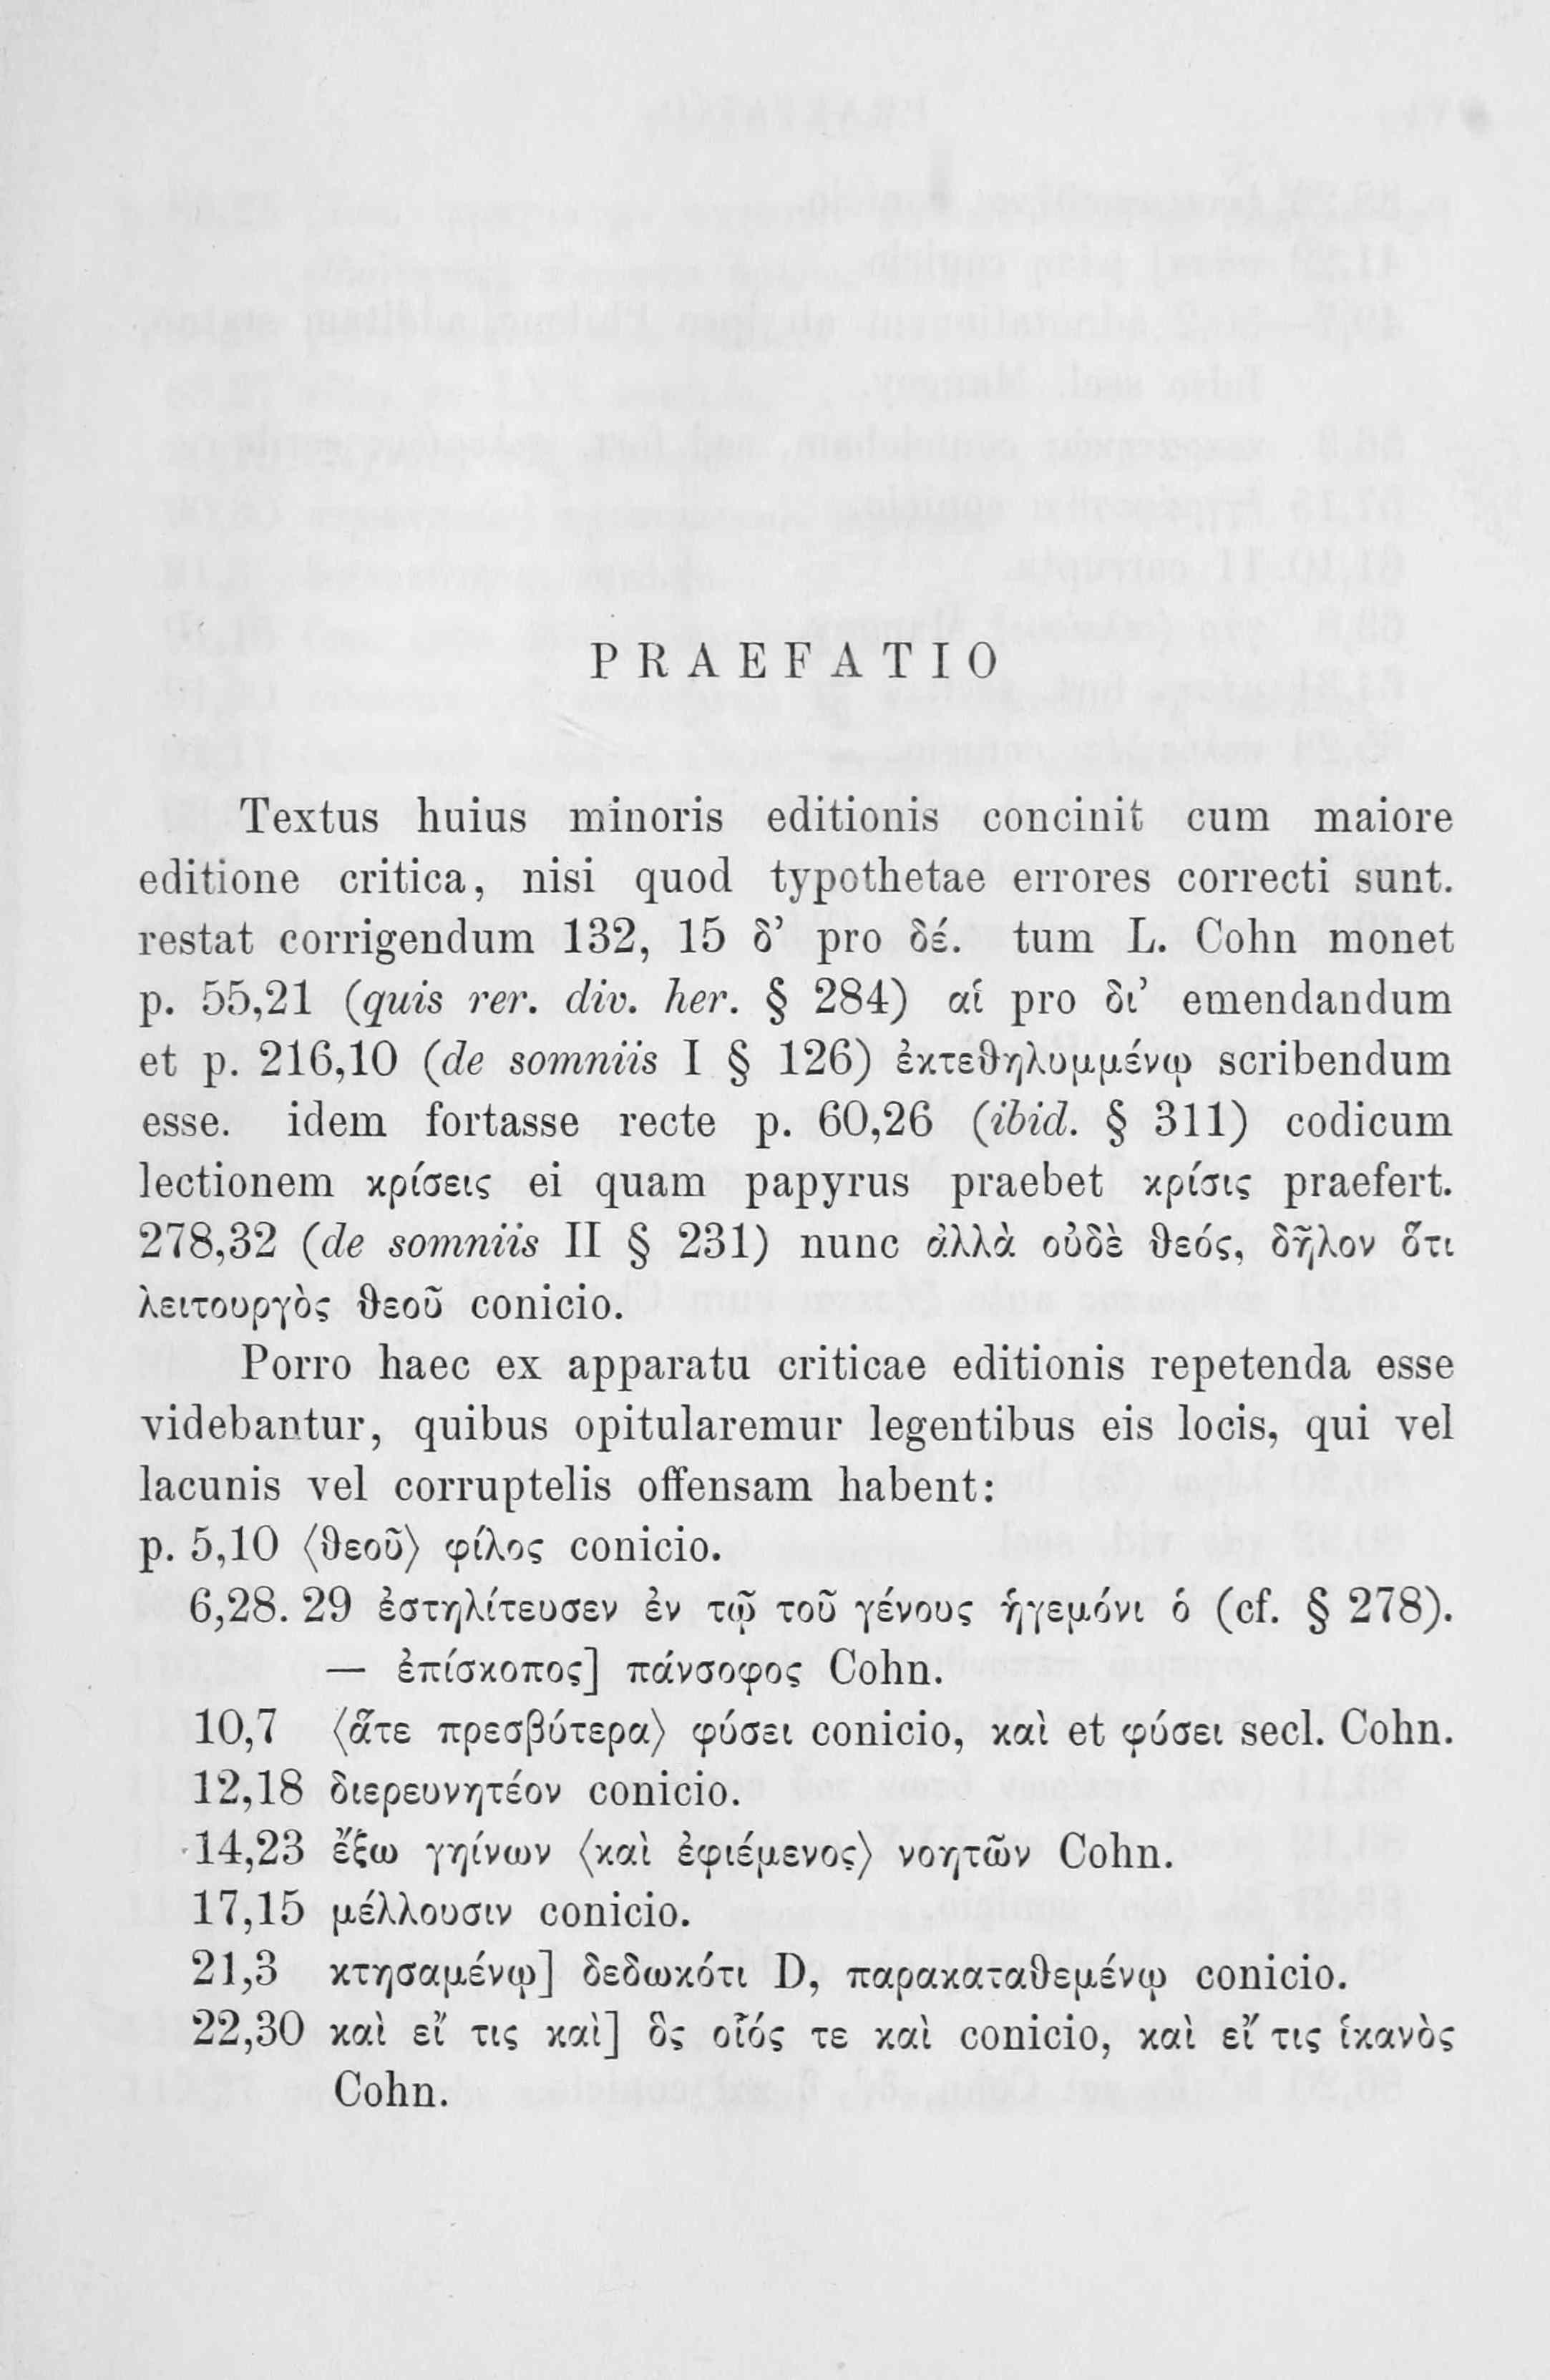 PRAEFATIO
Textus huius minoris editionis concinit cum maiore
editione critica, nisi quod typothetae errores correcti sunt.
restat corrigendum 132, 15 δ’ pro δέ. tum L. Cohn monet
p. 55,21 (quis rer. div. her. § 284) αἱ pro δι’ emendandum
et p. 216,10 (de somniis I § 126) ἐκτεθηλυμμένῳ scribendum
esse. idem fortasse recte p. 60,26 (ibid. § 311) codicum
lectionem κρίσεις ei quam papyrus praebet κρίσις praefert.
278,32 (de somniis II § 231) nunc ἀλλὰ οὐδὲ θεός, δῆλον ὅτι
λειτουργὸς θεοῦ conicio.
Porro haec ex apparatu criticae editionis repetenda esse
videbantur, quibus opitularemur legentibus eis locis, qui vel
lacunis vel corruptelis offensam habent:
p. 5,10 ⟨θεοῦ⟩ φίλος conicio.
6,28. 29 ἐστηλίτευσεν ἐν τῷ τοῦ γένους ἡγεμόνι ὁ (cf. § 278).
— ἐπίσκοπος] πάνσοφος Cohn.
10,7 ⟨ἅτε πρεσβύτερα⟩ φύσει conicio, καὶ et φύσει secl. Cohn.
12,18 διερευνητέον conicio.
14,23 ἔξω γηίνων ⟨καὶ ἐφιέμενος⟩ νοητῶν Cohn.
17,15 μέλλουσιν conicio.
21,3 κτησαμένῳ] δεδωκότι D, παρακαταθεμένῳ conicio.
22,30 καὶ εἴ τις καὶ] ὃς οἷός τε καὶ conicio, καὶ εἴ τις ἱκανὸς
Cohn.